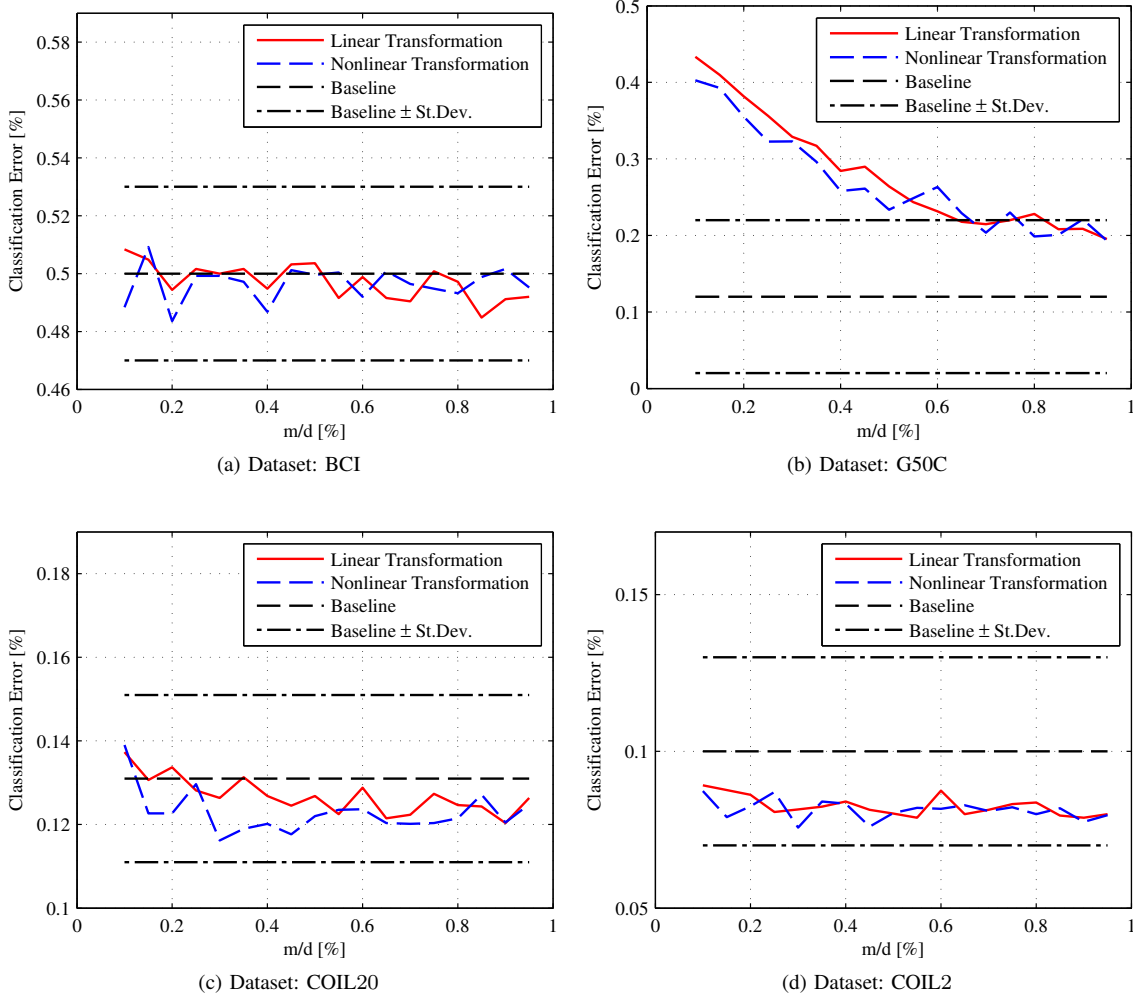 0.58
0.56
0.54
0.52
0.5
0.48
0.46
0
0.2
0.4
0.6
0.8
1
Classification Error [%]
m/d [%]
Linear Transformation
Nonlinear Transformation
Baseline
Baseline ± St.Dev.
(a) Dataset: BCI
0.5
0.4
0.3
0.2
0.1
0
0
0.2
0.4
0.6
0.8
1
Classification Error [%]
m/d [%]
Linear Transformation
Nonlinear Transformation
Baseline
Baseline ± St.Dev.
(b) Dataset: G50C
0.18
0.16
0.14
0.12
0.1
0
0.2
0.4
0.6
0.8
1
Classification Error [%]
m/d [%]
Linear Transformation
Nonlinear Transformation
Baseline
Baseline ± St.Dev.
(c) Dataset: COIL20
0.15
0.1
0.05
0
0.2
0.4
0.6
0.8
1
Classification Error [%]
m/d [%]
Linear Transformation
Nonlinear Transformation
Baseline
Baseline ± St.Dev.
(d) Dataset: COIL2